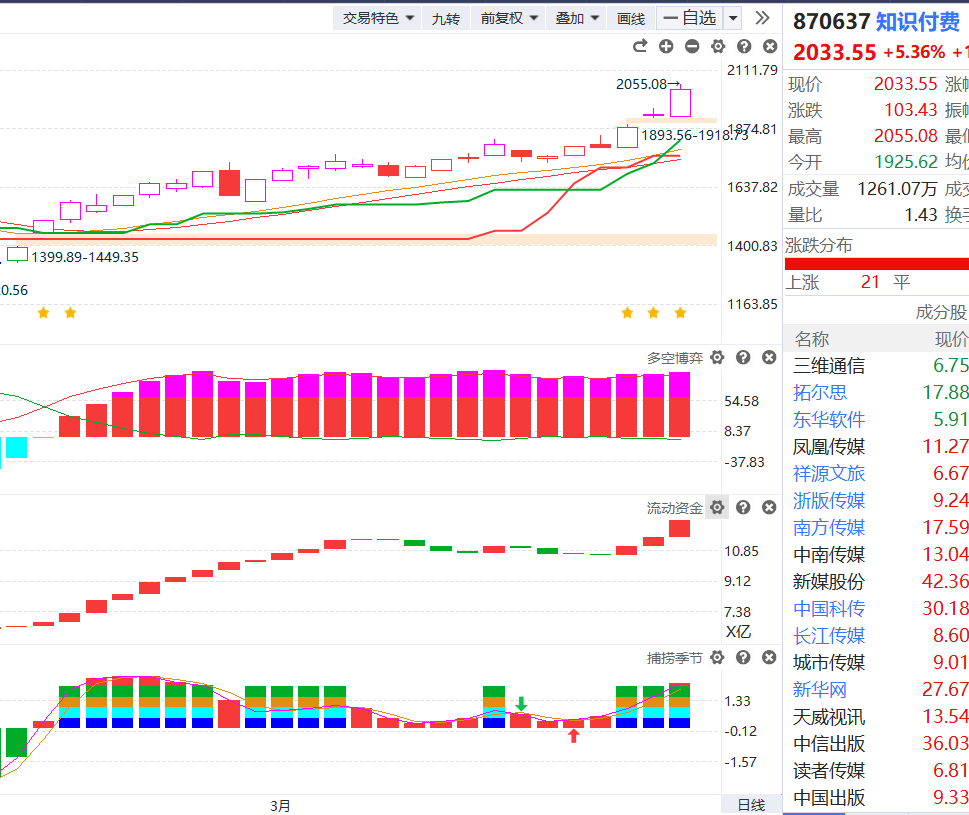 交易特色 九转 前复权 叠加 画线 一自选
870637 知识付费
2033.55 +5.36% +1
现价 2033.55 涨幅
涨跌 103.43 振幅
最高 2055.08 最低
今开 1925.62 均价
成交量 1261.07万 成交
量比 1.43 换手
涨跌分布
上涨 21 平
成分股
名称 现价
三维通信 6.75
拓尔思 17.88
东华软件 5.91
凤凰传媒 11.27
祥源文旅 6.67
浙版传媒 9.24
南方传媒 17.59
中南传媒 13.04
新媒股份 42.36
中国科传 30.18
长江传媒 8.60
城市传媒 9.01
新华网 27.67
天威视讯 13.54
中信出版 36.03
读者传媒 6.81
中国出版 9.33
2111.79
2055.08→
1874.81
1893.56-1918.73
1637.82
1400.83
1399.89-1449.35
0.56
1163.85
多空博弈
54.58
8.37
-37.83
流动资金
10.85
9.12
7.38
X亿
捕捞季节
1.33
-0.12
-1.57
3月
日线